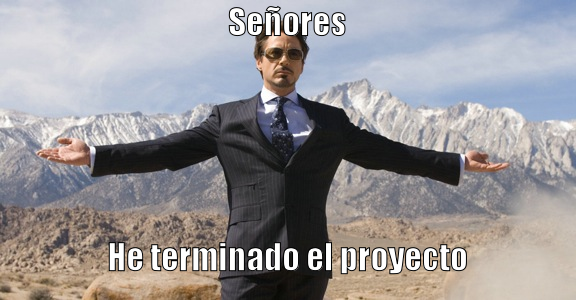 Señores
He terminado el proyecto